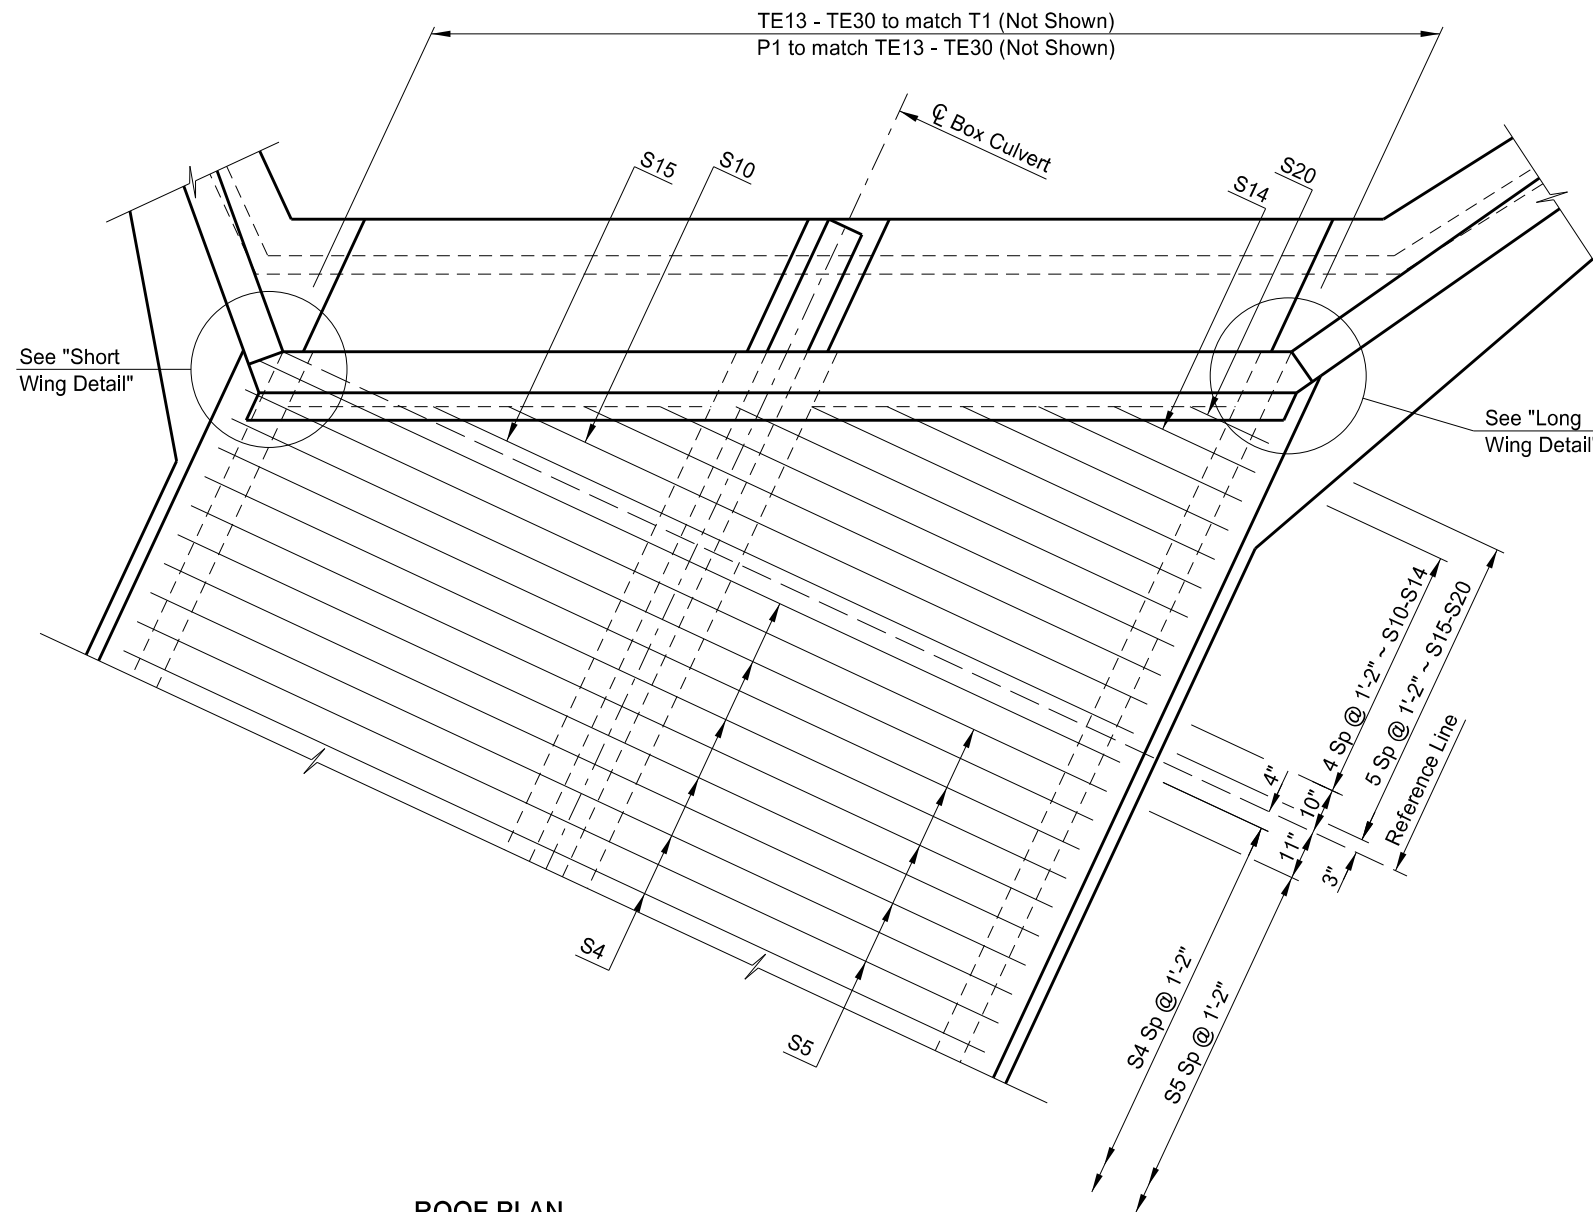 TE13 - TE30 to match T1 (Not Shown)
P1 to match TE13 - TE30 (Not Shown)
℄ Box Culvert
S15
S10
S20
S14
See "Short
Wing Detail"
See "Long
Wing Detail"
4 Sp @ 1'-2" ~ S10-S14
5 Sp @ 1'-2" ~ S15-S20
Reference Line
4"
10"
11"
3"
S4
S5
S4 Sp @ 1'-2"
S5 Sp @ 1'-2"
ROOF PLAN